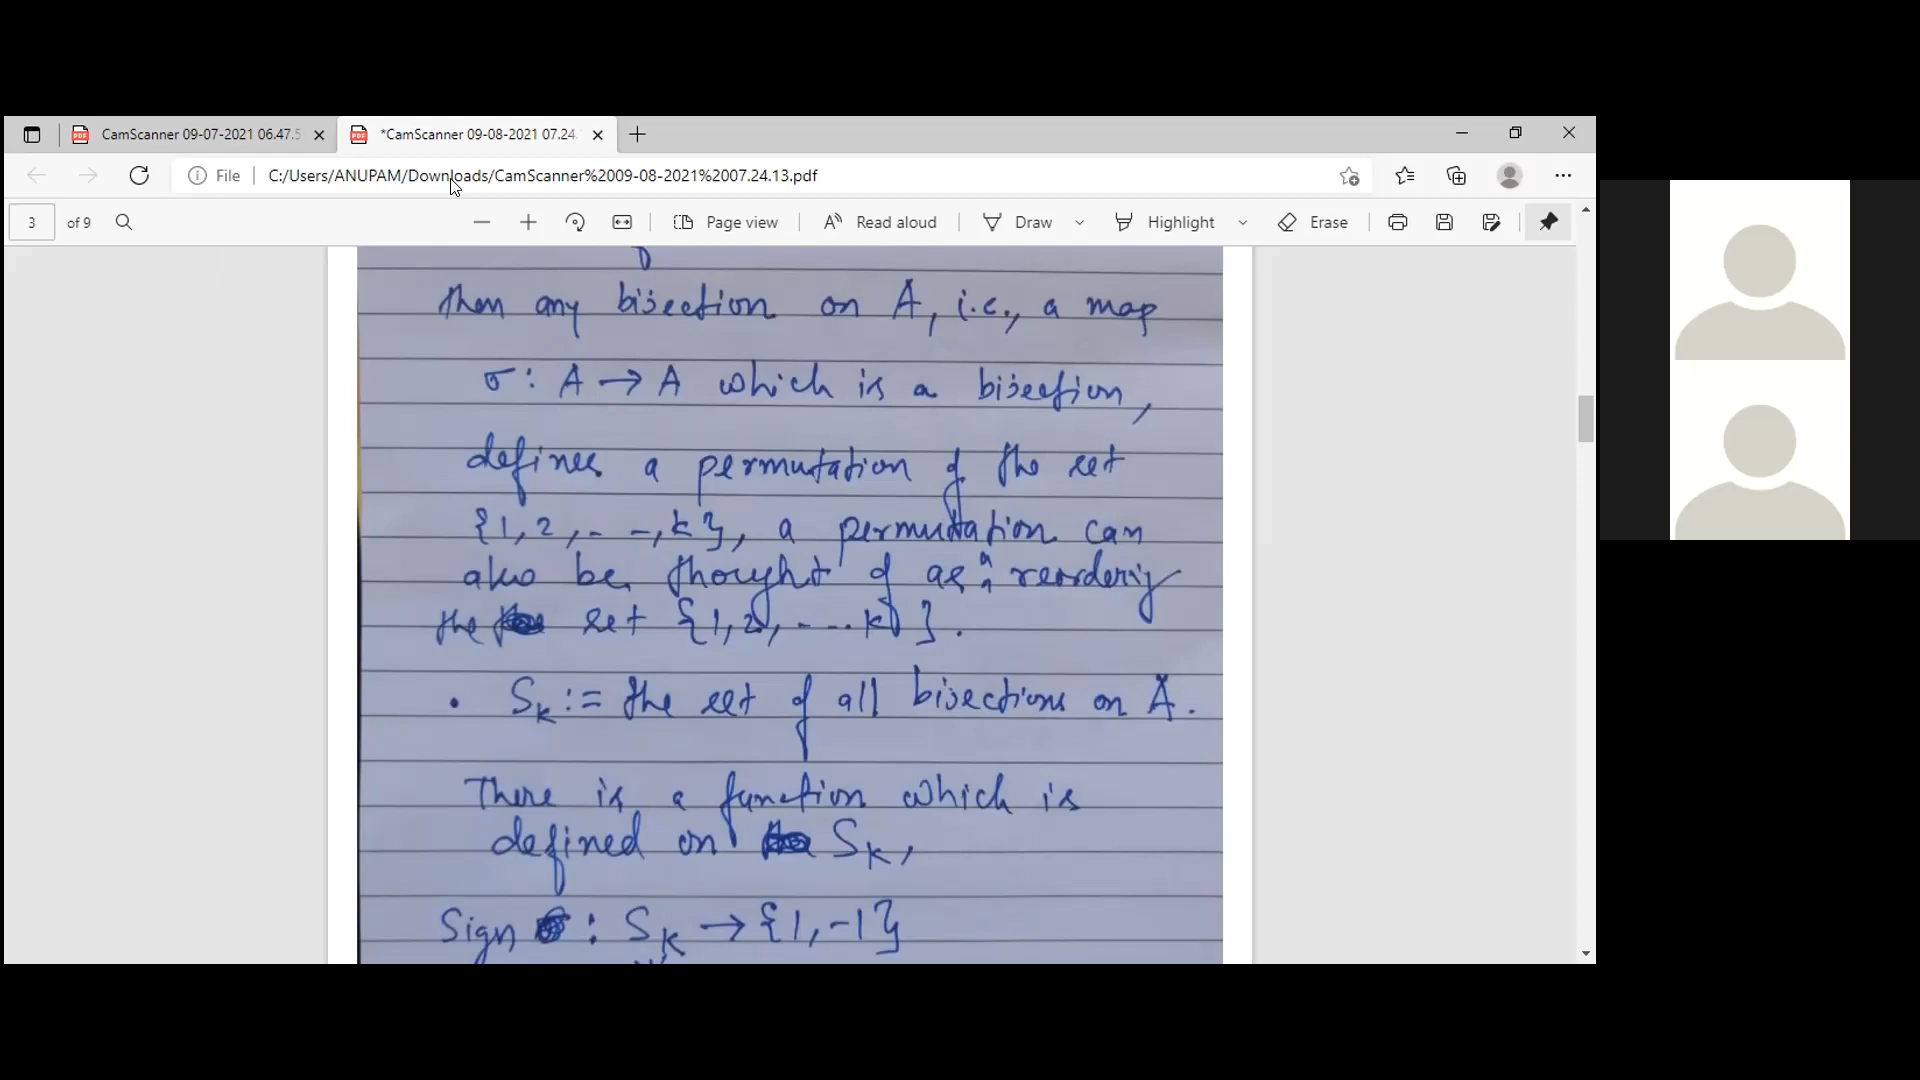 CamScanner 09-07-2021 06.47.5
*CamScanner 09-08-2021 07.24
File
C:/Users/ANUPAM/Downloads/CamScanner%2009-08-2021%2007.24.13.pdf
3 of 9
Page view
Read aloud
Draw
Highlight
Erase
then any bijection on A, i.e., a map
σ: A → A which is a bijection,
defines a permutation of the set
{1, 2, - - -, k}, a permutation can
also be thought of as a reordering
the set {1, 2, - ... k}.
• Sk := the set of all bijections on A.
There is a function which is
defined on Sk,
Sign : Sk → {1, -1}